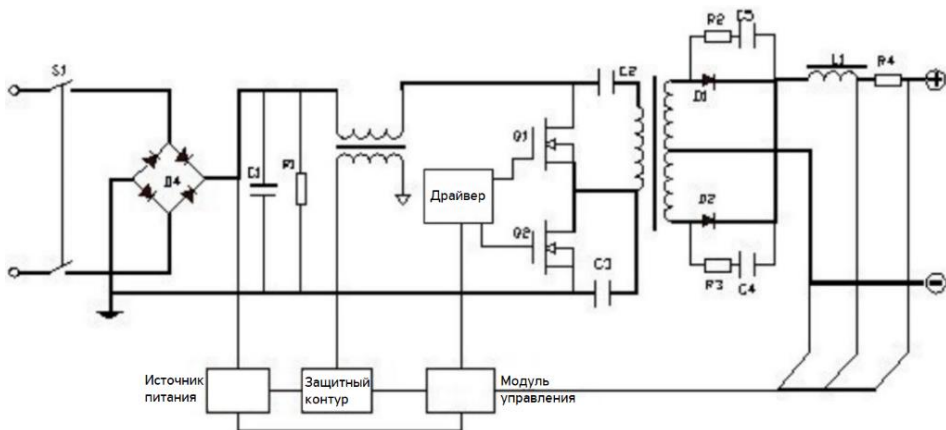 S1
D4
C1
R1
Драйвер
Q1
Q2
C2
C3
R2
C5
D1
D2
R3
C4
L1
R4
+
−
Источник
питания
Защитный
контур
Модуль
управления